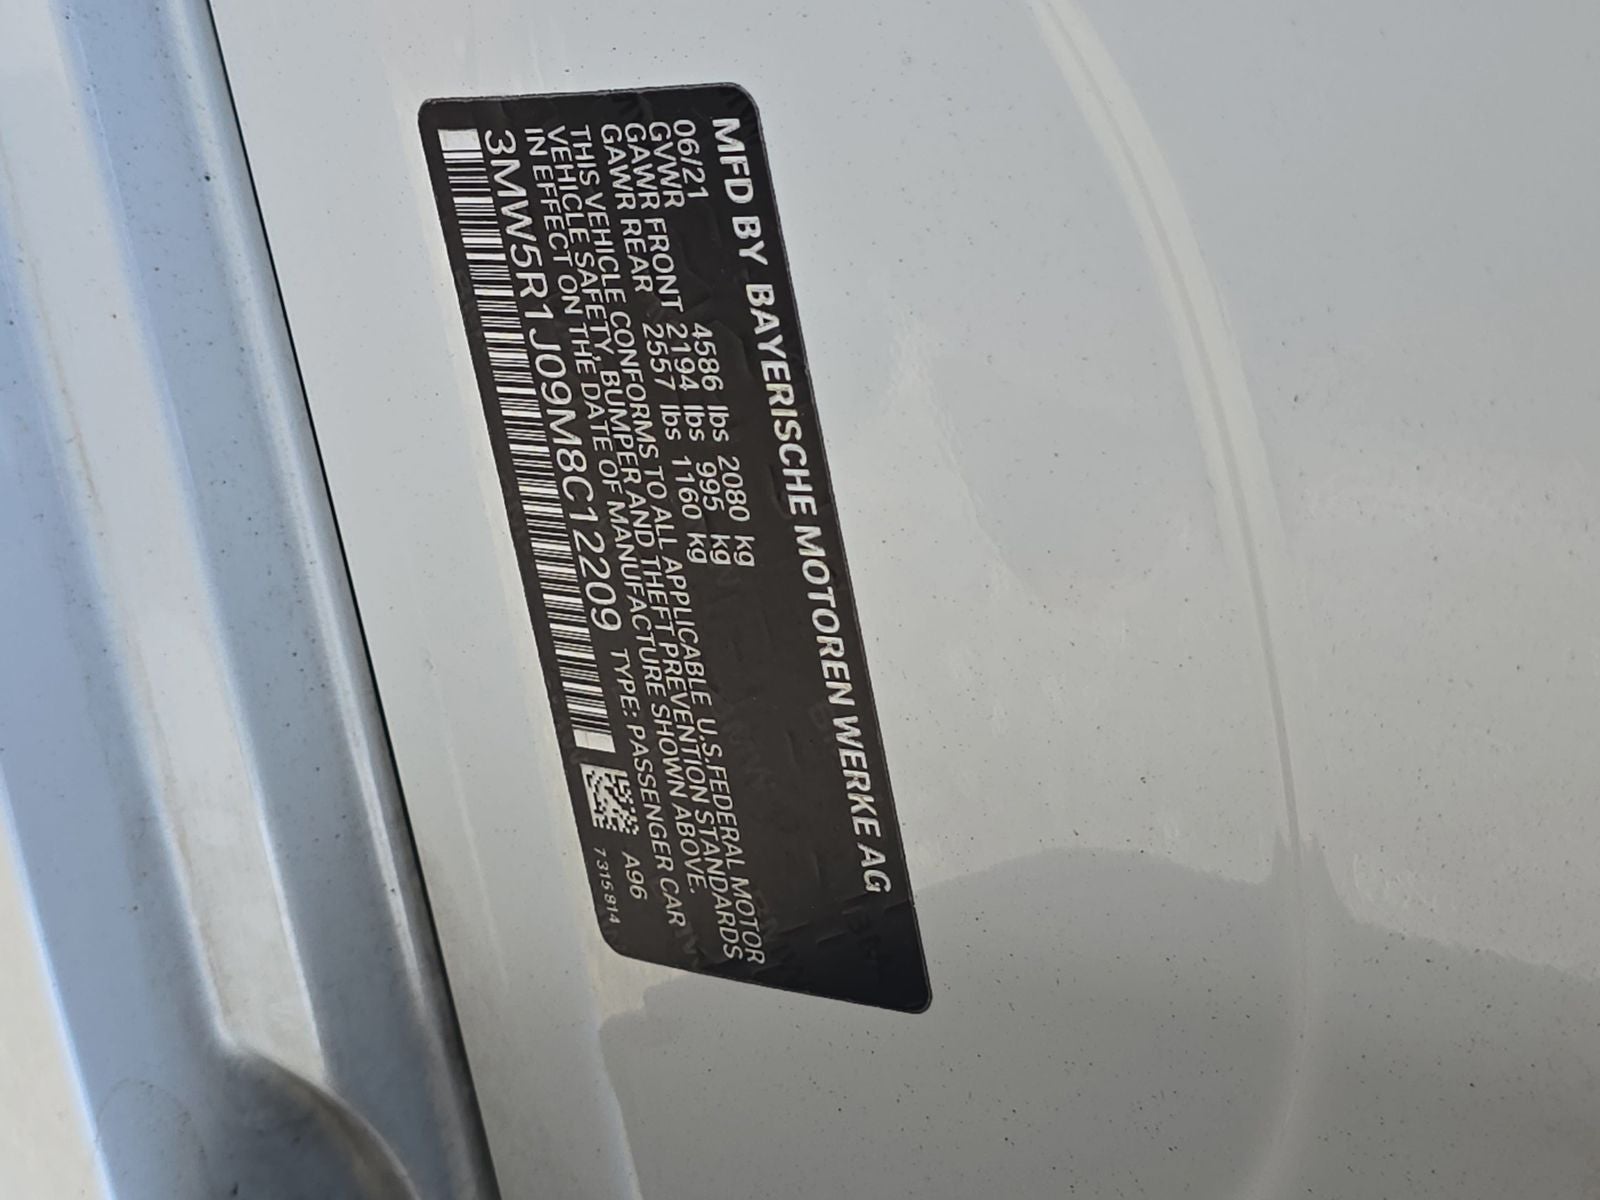 MFD BY BAYERISCHE MOTOREN WERKE AG
06/21
GVWR 4586 lbs 2080 kg
GAWR FRONT 2194 lbs 995 kg
GAWR REAR 2557 lbs 1160 kg
THIS VEHICLE CONFORMS TO ALL APPLICABLE U.S. FEDERAL MOTOR
VEHICLE SAFETY, BUMPER AND THEFT PREVENTION STANDARDS
IN EFFECT ON THE DATE OF MANUFACTURE SHOWN ABOVE.
3MW5R1J09M8C12209 TYPE: PASSENGER CAR
A96
7315814